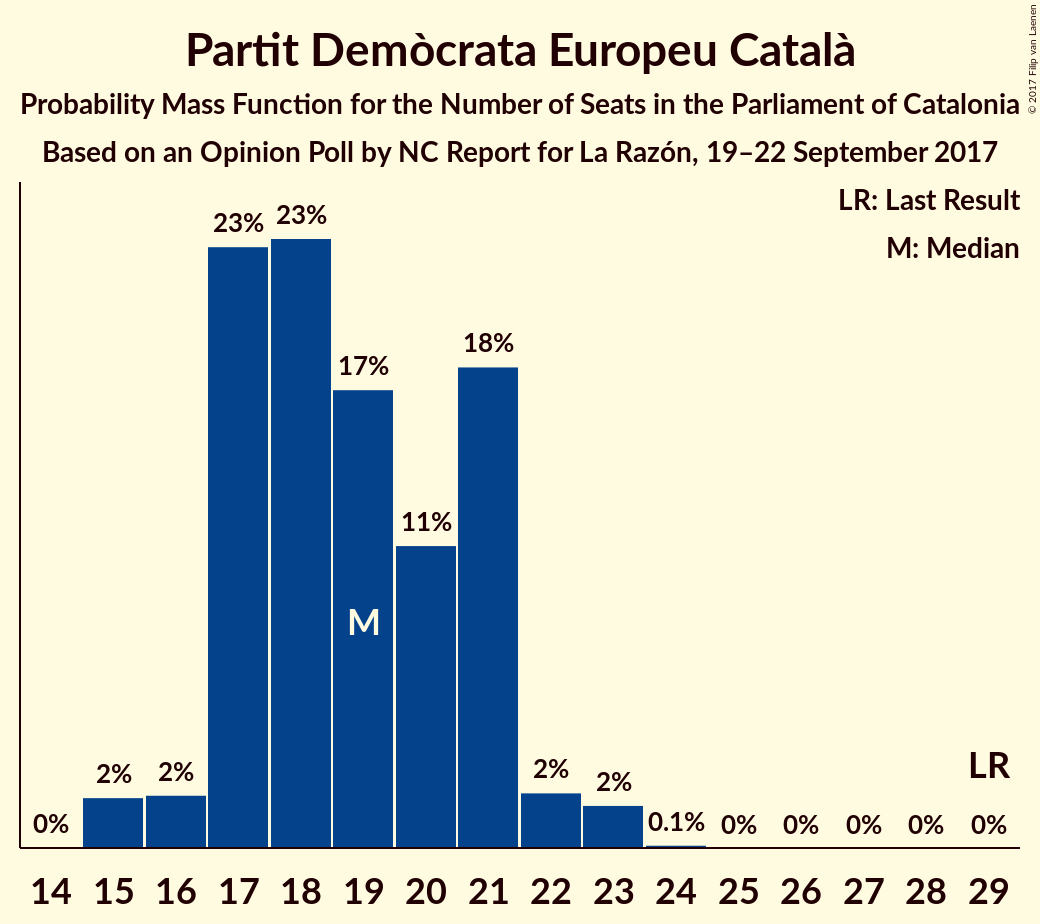 Partit Demòcrata Europeu Català
Probability Mass Function for the Number of Seats in the Parliament of Catalonia
Based on an Opinion Poll by NC Report for La Razón, 19–22 September 2017
© 2017 Filip van Laenen
LR: Last Result
M: Median
0% 2% 2% 23% 23% 17% 11% 18% 2% 2% 0.1% 0% 0% 0% 0% 0%
M
LR
14 15 16 17 18 19 20 21 22 23 24 25 26 27 28 29